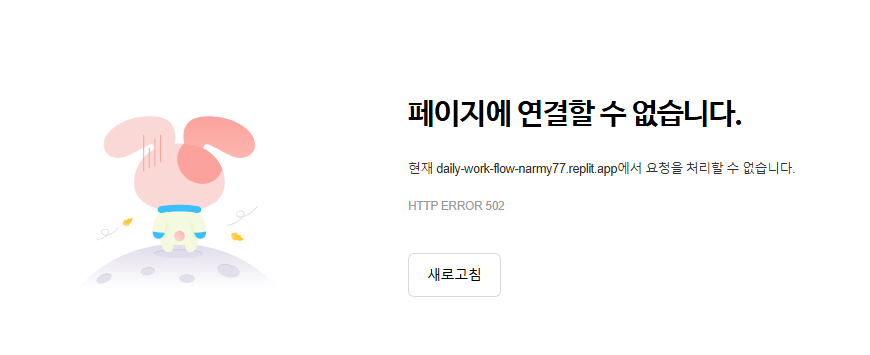 페이지에 연결할 수 없습니다.
현재 daily-work-flow-narmy77.replit.app에서 요청을 처리할 수 없습니다.
HTTP ERROR 502
새로고침